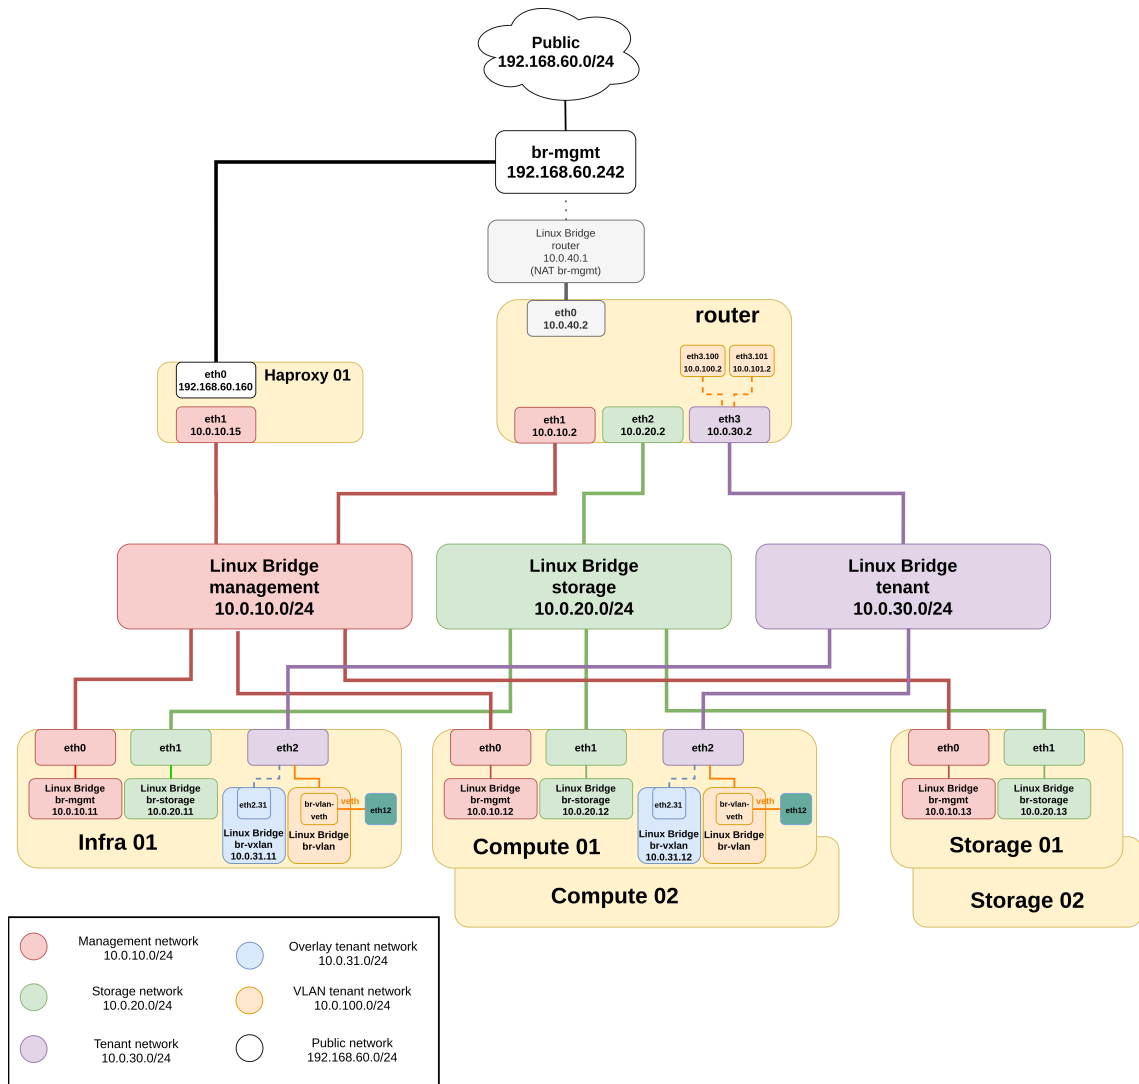 Public
192.168.60.0/24
br-mgmt
192.168.60.242
Linux Bridge
router
10.0.40.1
(NAT br-mgmt)
eth0
10.0.40.2
router
eth3.100
10.0.100.2
eth3.101
10.0.101.2
eth0
192.168.60.160
Haproxy 01
eth1
10.0.10.15
eth1
10.0.10.2
eth2
10.0.20.2
eth3
10.0.30.2
Linux Bridge
management
10.0.10.0/24
Linux Bridge
storage
10.0.20.0/24
Linux Bridge
tenant
10.0.30.0/24
eth0
eth1
eth2
Linux Bridge
br-mgmt
10.0.10.11
Linux Bridge
br-storage
10.0.20.11
eth2.31
Linux Bridge
br-vxlan
10.0.31.11
br-vlan-
veth
Linux Bridge
br-vlan
veth
eth12
Infra 01
eth0
eth1
eth2
Linux Bridge
br-mgmt
10.0.10.12
Linux Bridge
br-storage
10.0.20.12
eth2.31
Linux Bridge
br-vxlan
10.0.31.12
br-vlan-
veth
Linux Bridge
br-vlan
veth
eth12
Compute 01
Compute 02
eth0
eth1
Linux Bridge
br-mgmt
10.0.10.13
Linux Bridge
br-storage
10.0.20.13
Storage 01
Storage 02
Management network
10.0.10.0/24
Overlay tenant network
10.0.31.0/24
Storage network
10.0.20.0/24
VLAN tenant network
10.0.100.0/24
Tenant network
10.0.30.0/24
Public network
192.168.60.0/24